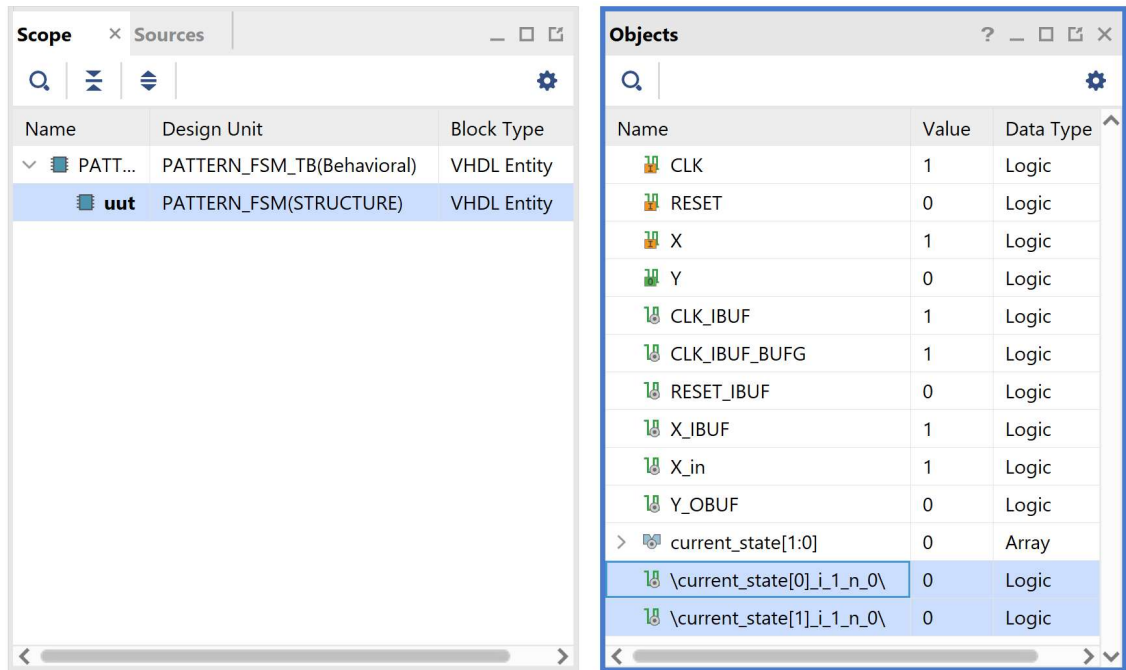 Scope × Sources
Name Design Unit Block Type
PATT... PATTERN_FSM_TB(Behavioral) VHDL Entity
uut PATTERN_FSM(STRUCTURE) VHDL Entity
Objects ?
Name Value Data Type
CLK 1 Logic
RESET 0 Logic
X 1 Logic
Y 0 Logic
CLK_IBUF 1 Logic
CLK_IBUF_BUFG 1 Logic
RESET_IBUF 0 Logic
X_IBUF 1 Logic
X_in 1 Logic
Y_OBUF 0 Logic
current_state[1:0] 0 Array
\current_state[0]_i_1_n_0\ 0 Logic
\current_state[1]_i_1_n_0\ 0 Logic